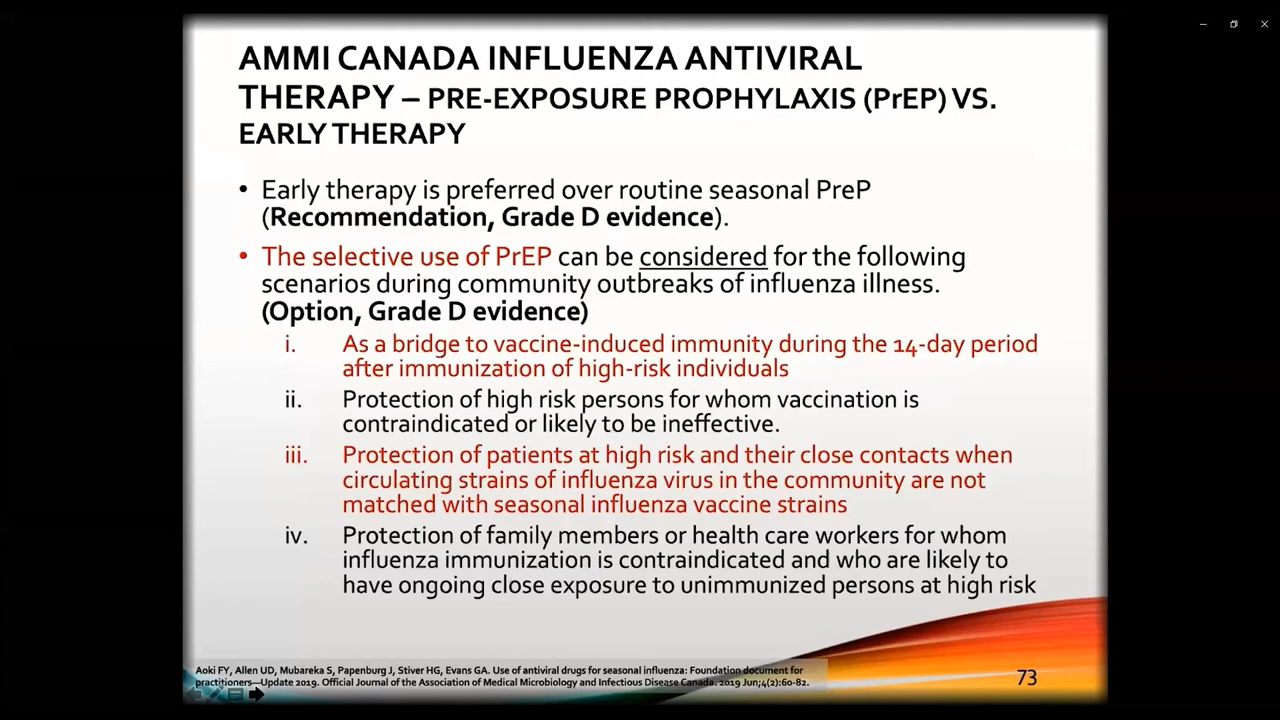 AMMI CANADA INFLUENZA ANTIVIRAL
THERAPY – PRE-EXPOSURE PROPHYLAXIS (PrEP) VS.
EARLY THERAPY
• Early therapy is preferred over routine seasonal PreP
(Recommendation, Grade D evidence).
• The selective use of PrEP can be considered for the following
scenarios during community outbreaks of influenza illness.
(Option, Grade D evidence)
i. As a bridge to vaccine-induced immunity during the 14-day period
after immunization of high-risk individuals
ii. Protection of high risk persons for whom vaccination is
contraindicated or likely to be ineffective.
iii. Protection of patients at high risk and their close contacts when
circulating strains of influenza virus in the community are not
matched with seasonal influenza vaccine strains
iv. Protection of family members or health care workers for whom
influenza immunization is contraindicated and who are likely to
have ongoing close exposure to unimmunized persons at high risk
Aoki FY, Allen UD, Mubareka S, Papenburg J, Stiver HG, Evans GA. Use of antiviral drugs for seasonal influenza: Foundation document for
practitioners—Update 2019. Official Journal of the Association of Medical Microbiology and Infectious Disease Canada. 2019 Jun;4(2):60-82.
73